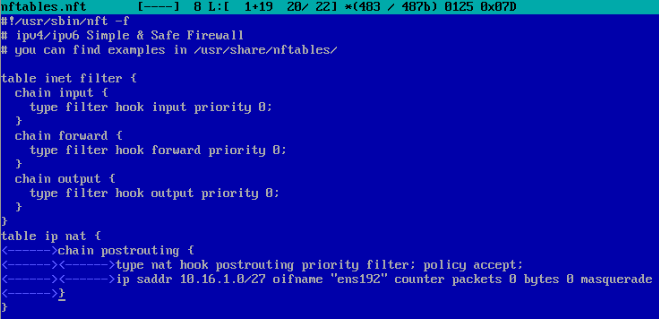 nftables.nft [----] 8 L:[ 1+19 20/ 22] *(483 / 487b) 0125 0x07D
#!/usr/sbin/nft -f
# ipv4/ipv6 Simple & Safe Firewall
# you can find examples in /usr/share/nftables/
table inet filter {
chain input {
type filter hook input priority 0;
}
chain forward {
type filter hook forward priority 0;
}
chain output {
type filter hook output priority 0;
}
}
table ip nat {
<------>chain postrouting {
<------><------>type nat hook postrouting priority filter; policy accept;
<------><------>ip saddr 10.16.1.0/27 oifname "ens192" counter packets 0 bytes 0 masquerade
<------>}
}